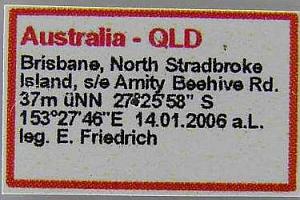 Australia - QLD
Brisbane, North Stradbroke
Island, s/e Amity Beehive Rd.
37m üNN 27°25'58" S
153°27'46"E 14.01.2006 a.L.
leg. E. Friedrich